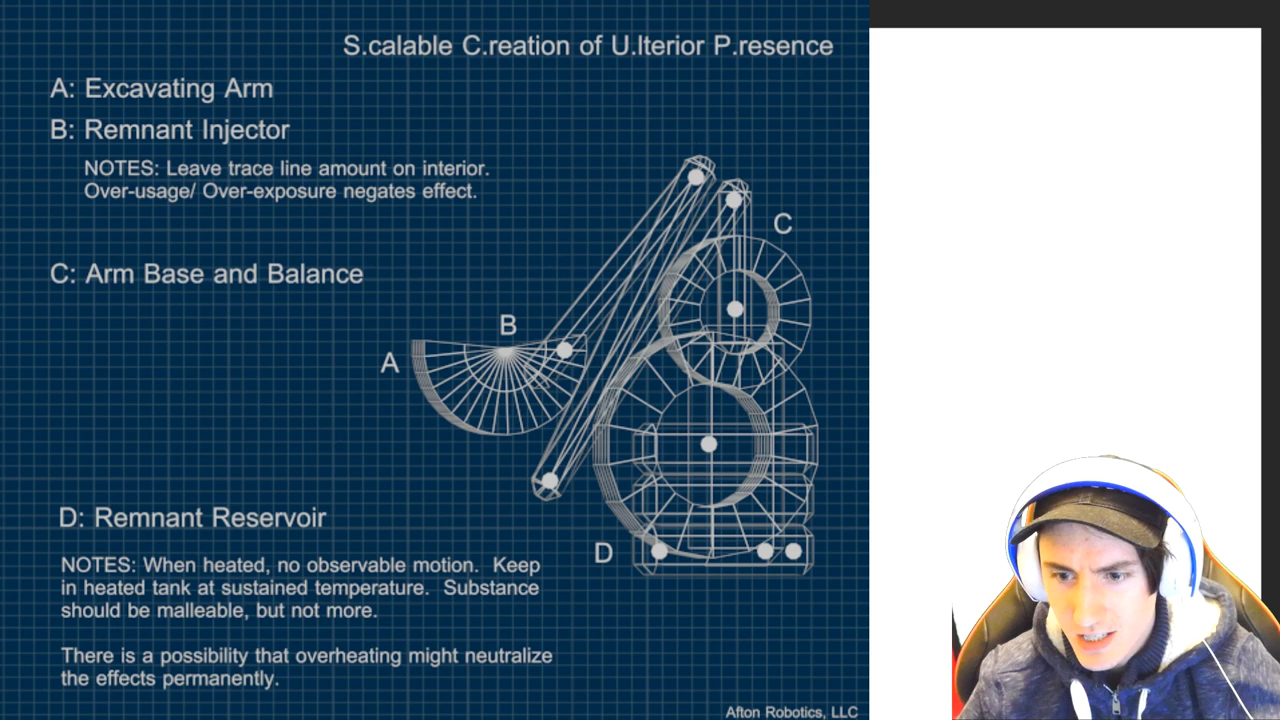 S.calable C.reation of U.lterior P.resence
A: Excavating Arm
B: Remnant Injector
NOTES: Leave trace line amount on interior.
Over-usage/ Over-exposure negates effect.
C
C: Arm Base and Balance
B
A
D: Remnant Reservoir
D
NOTES: When heated, no observable motion.  Keep
in heated tank at sustained temperature.  Substance
should be malleable, but not more.
There is a possibility that overheating might neutralize
the effects permanently.
Afton Robotics, LLC